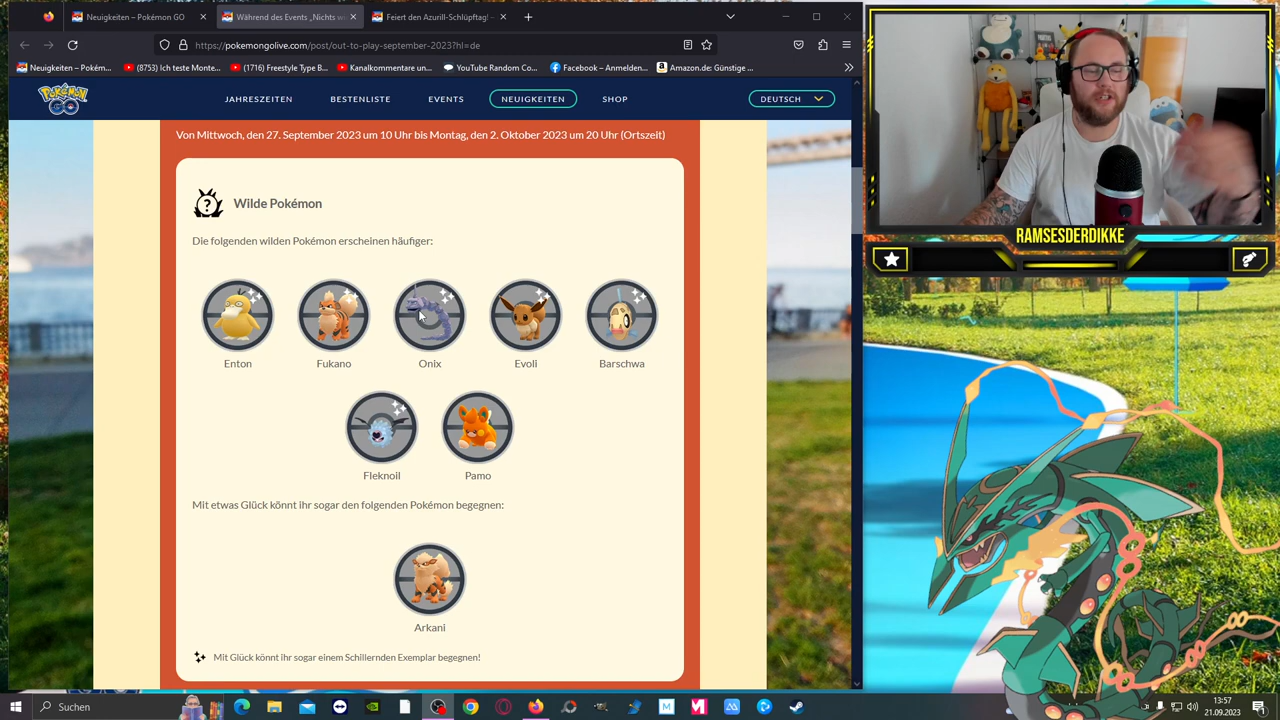 Neuigkeiten – Pokémon GO
Während des Events „Nichts wi
Feiert den Azurill-Schlüpftag! –
https://pokemongolive.com/post/out-to-play-september-2023?hl=de
Neuigkeiten – Pokém...
(8753) Ich teste Monte...
(1716) Freestyle Type B...
Musikkommentare un...
YouTube Random Co...
Facebook – Anmelden...
Amazon.de: Günstige ...
POKÉMON GO
JAHRESZEITEN
BESTENLISTE
EVENTS
NEUIGKEITEN
SHOP
DEUTSCH
Von Mittwoch, den 27. September 2023 um 10 Uhr bis Montag, den 2. Oktober 2023 um 20 Uhr (Ortszeit)
Wilde Pokémon
Die folgenden wilden Pokémon erscheinen häufiger:
Enton
Fukano
Onix
Evoli
Barschwa
Fleknoil
Pamo
Mit etwas Glück könnt ihr sogar den folgenden Pokémon begegnen:
Arkani
Mit Glück könnt ihr sogar einem Schillernden Exemplar begegnen!
RAMSESDERDIKKE
Suchen
13:57
21.09.2023